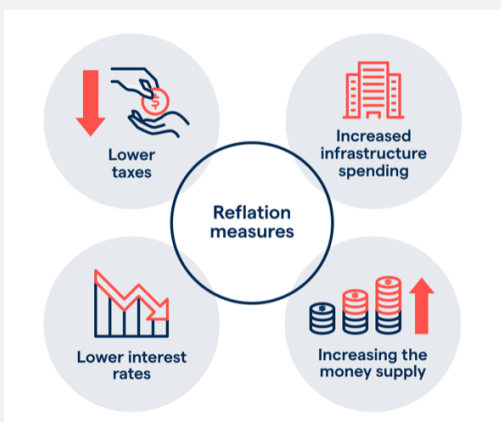 Lower
taxes
Increased
infrastructure
spending
Reflation
measures
Lower interest
rates
Increasing the
money supply